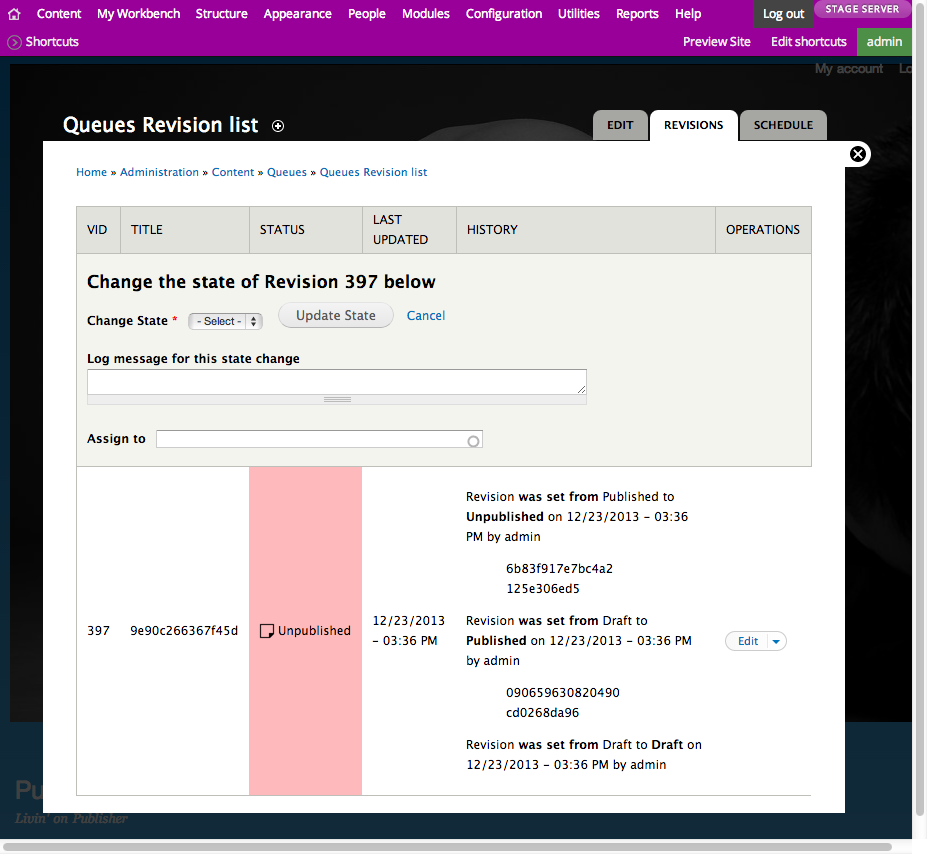 Content My Workbench Structure Appearance People Modules Configuration Utilities Reports Help Log out STAGE SERVER
Shortcuts Preview Site Edit shortcuts admin
My account
Queues Revision list
EDIT REVISIONS SCHEDULE
Home » Administration » Content » Queues » Queues Revision list
VID TITLE STATUS LAST UPDATED HISTORY OPERATIONS
Change the state of Revision 397 below
Change State * - Select - Update State Cancel
Log message for this state change
Assign to
397 9e90c266367f45d Unpublished
12/23/2013
– 03:36 PM
Revision was set from Published to
Unpublished on 12/23/2013 – 03:36
PM by admin
6b83f917e7bc4a2
125e306ed5
Revision was set from Draft to
Published on 12/23/2013 – 03:36 PM
by admin
090659630820490
cd0268da96
Revision was set from Draft to Draft on
12/23/2013 – 03:36 PM by admin
Edit
Pu
Livin' on Publisher